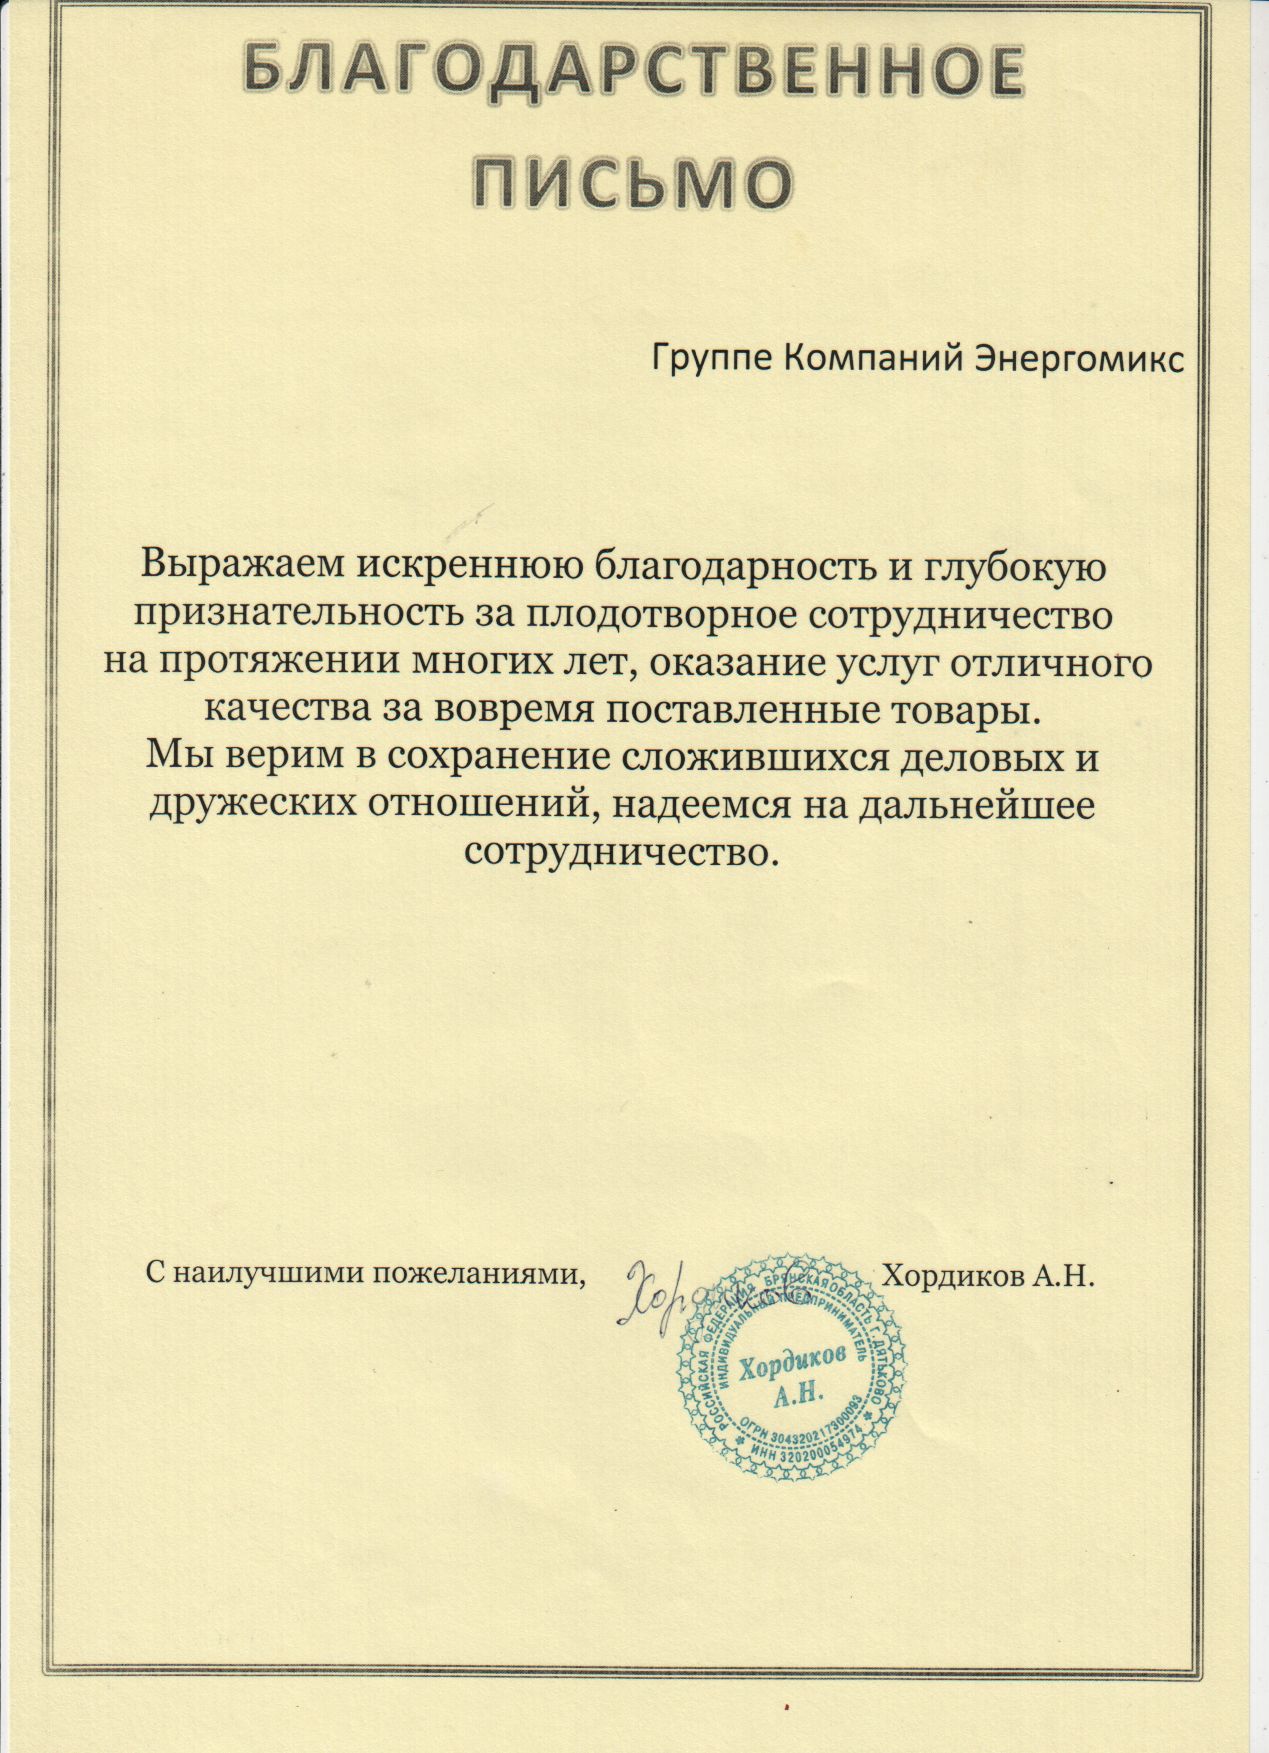 БЛАГОДАРСТВЕННОЕ
ПИСЬМО
Группе Компаний Энергомикс
Выражаем искреннюю благодарность и глубокую
признательность за плодотворное сотрудничество
на протяжении многих лет, оказание услуг отличного
качества за вовремя поставленные товары.
Мы верим в сохранение сложившихся деловых и
дружеских отношений, надеемся на дальнейшее
сотрудничество.
С наилучшими пожеланиями,
Хордиков А.Н.
РОССИЙСКАЯ ФЕДЕРАЦИЯ БРЯНСКАЯ ОБЛАСТЬ Г. ДЯТЬКОВО
ИНДИВИДУАЛЬНЫЙ ПРЕДПРИНИМАТЕЛЬ
Хордиков
А.Н.
ОГРН 304320217300093
* ИНН 320200054974 *